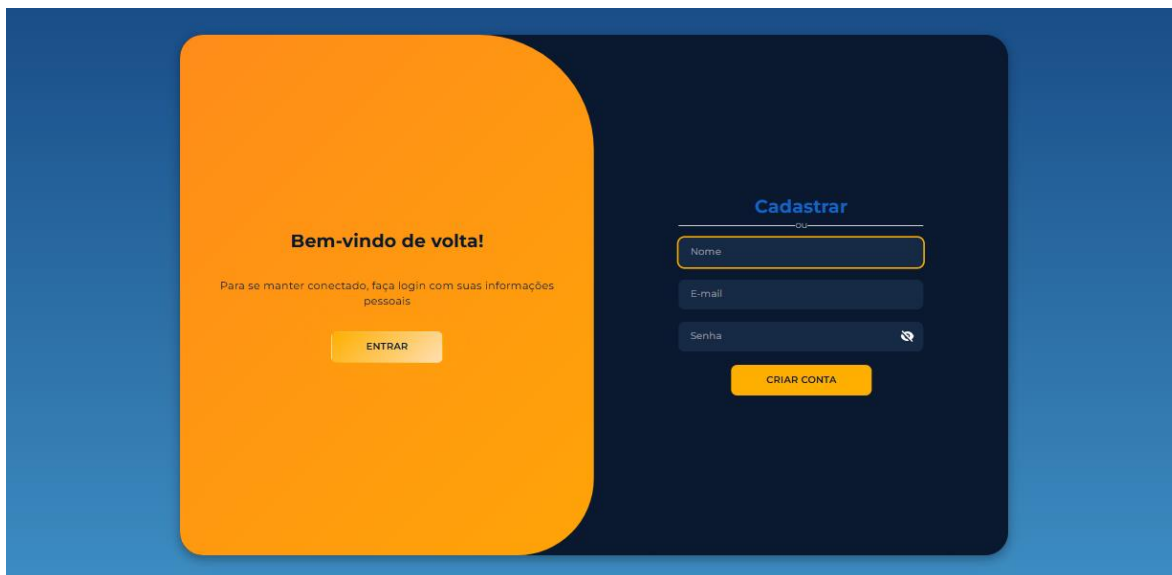 Bem-vindo de volta!
Para se manter conectado, faça login com suas informações
pessoais
ENTRAR
Cadastrar
ou
Nome
E-mail
Senha
CRIAR CONTA